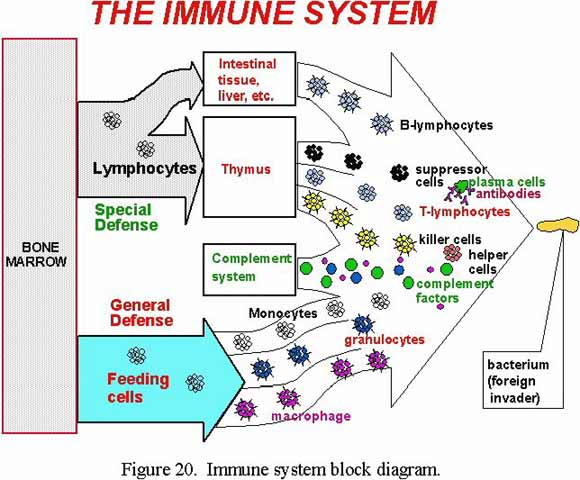 THE IMMUNE SYSTEM
Intestinal
tissue,
liver, etc.
B-lymphocytes
Lymphocytes
Thymus
suppressor
cells
plasma cells
antibodies
T-lymphocytes
Special
Defense
killer cells
helper
cells
BONE
MARROW
Complement
system
complement
factors
General
Defense
Monocytes
granulocytes
Feeding
cells
macrophage
bacterium
(foreign
invader)
Figure 20. Immune system block diagram.